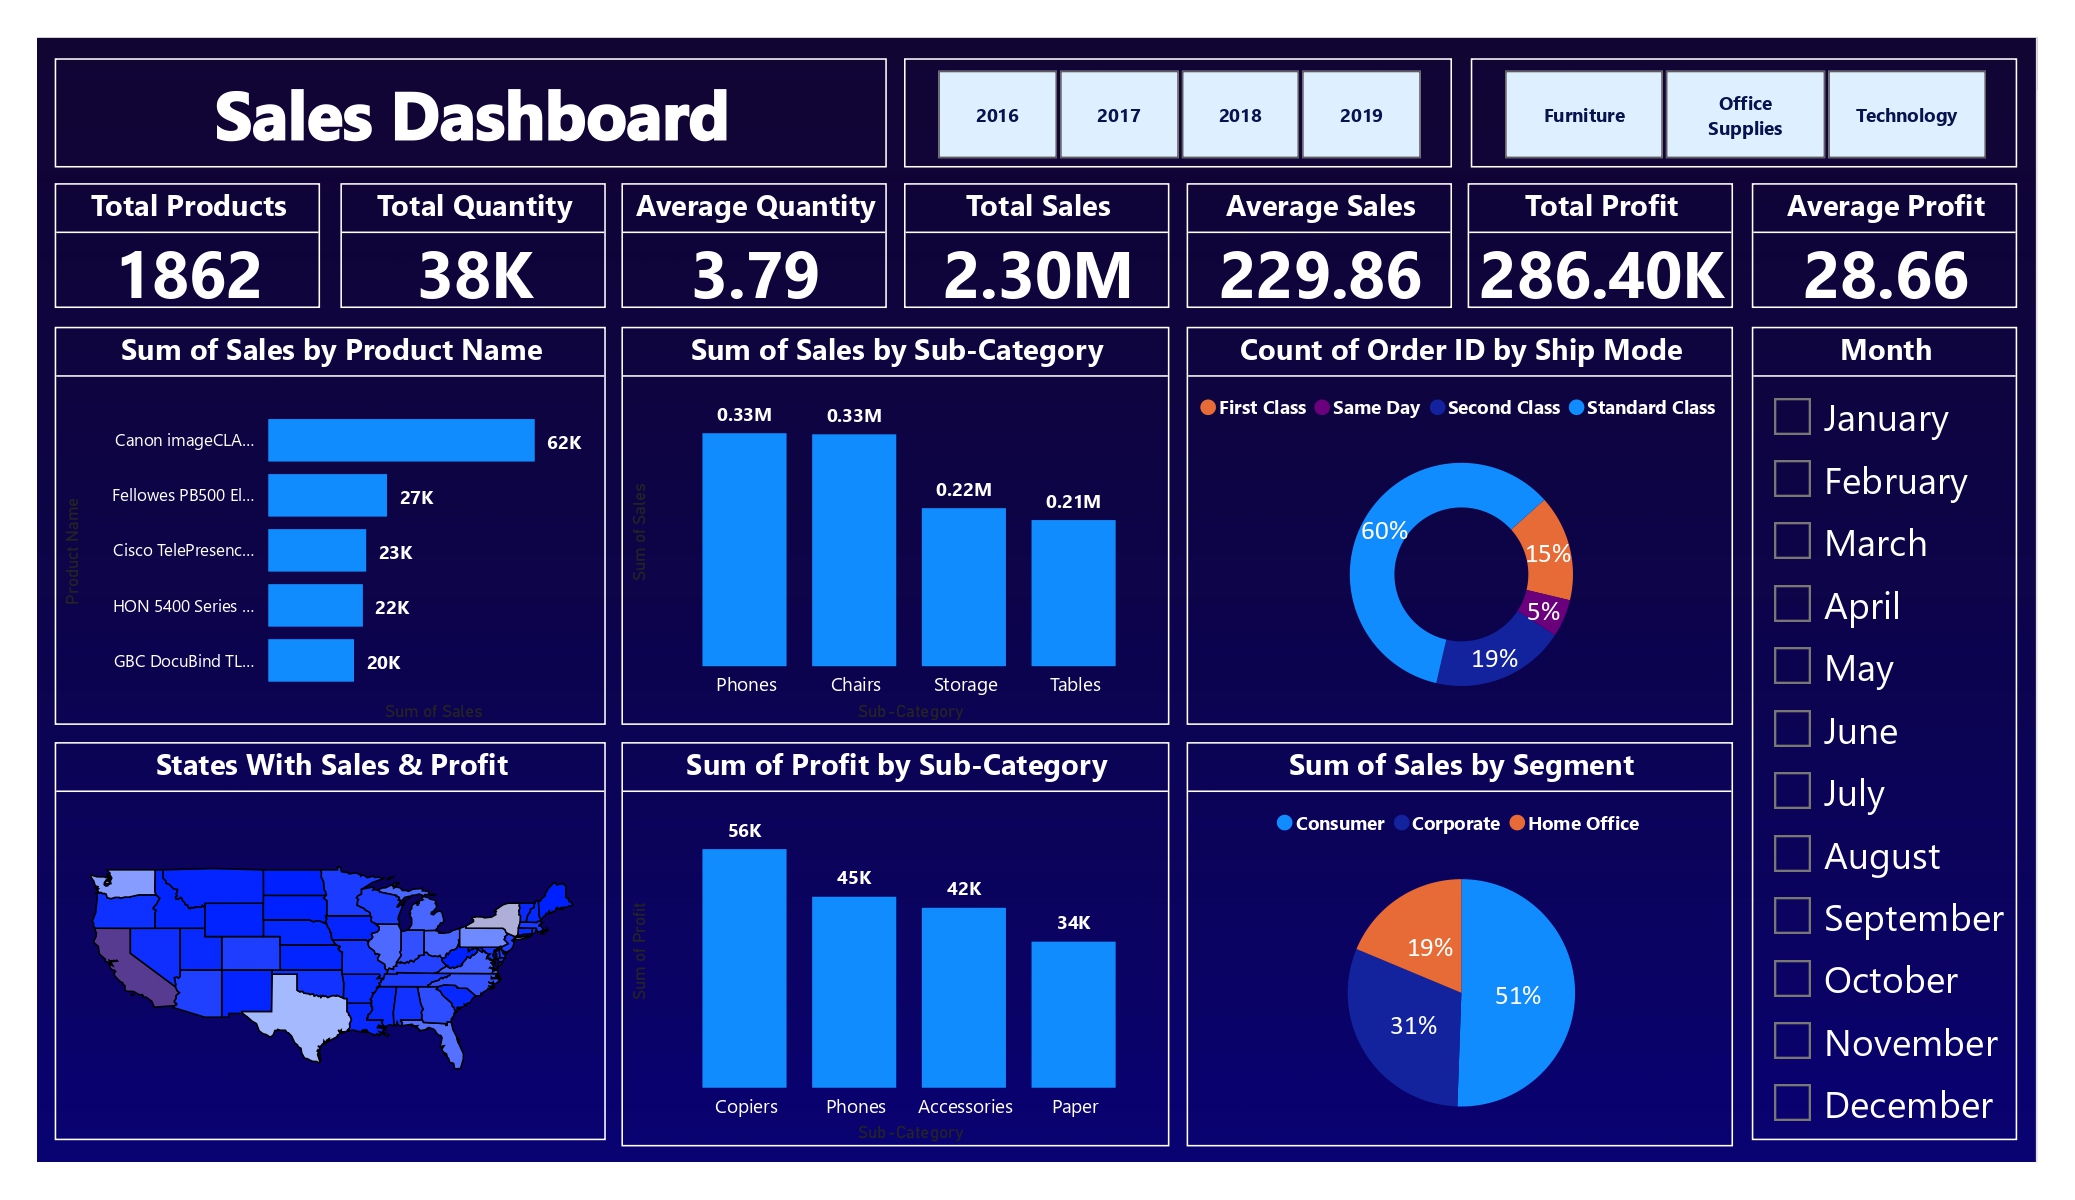 Sales Dashboard
2016
2017
2018
2019
Furniture
Office
Supplies
Technology
Total Products
1862
Total Quantity
38K
Average Quantity
3.79
Total Sales
2.30M
Average Sales
229.86
Total Profit
286.40K
Average Profit
28.66
Sum of Sales by Product Name
Product Name
Canon imageCLA...
62K
Fellowes PB500 El...
27K
Cisco TelePresenc...
23K
HON 5400 Series ...
22K
GBC DocuBind TL...
20K
Sum of Sales
Sum of Sales by Sub-Category
Sum of Sales
0.33M
0.33M
0.22M
0.21M
Phones
Chairs
Storage
Tables
Sub-Category
Count of Order ID by Ship Mode
First Class
Same Day
Second Class
Standard Class
60%
15%
5%
19%
Month
January
February
March
April
May
June
July
August
September
October
November
December
States With Sales & Profit
Sum of Profit by Sub-Category
Sum of Profit
56K
45K
42K
34K
Copiers
Phones
Accessories
Paper
Sub-Category
Sum of Sales by Segment
Consumer
Corporate
Home Office
19%
51%
31%